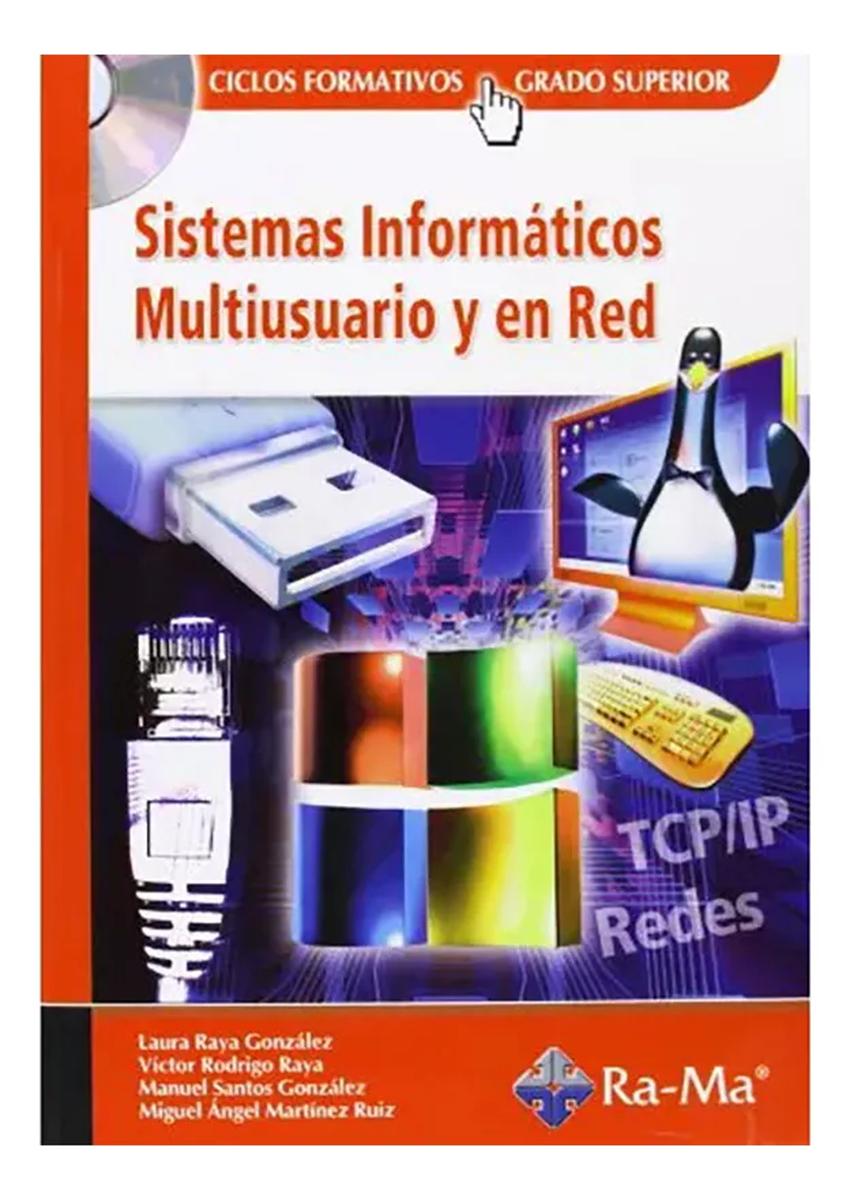 CICLOS FORMATIVOS GRADO SUPERIOR
Sistemas Informáticos
Multiusuario y en Red
TCP/IP
Redes
Laura Raya González
Víctor Rodrigo Raya
Manuel Santos González
Miguel Ángel Martínez Ruiz
Ra-Ma®